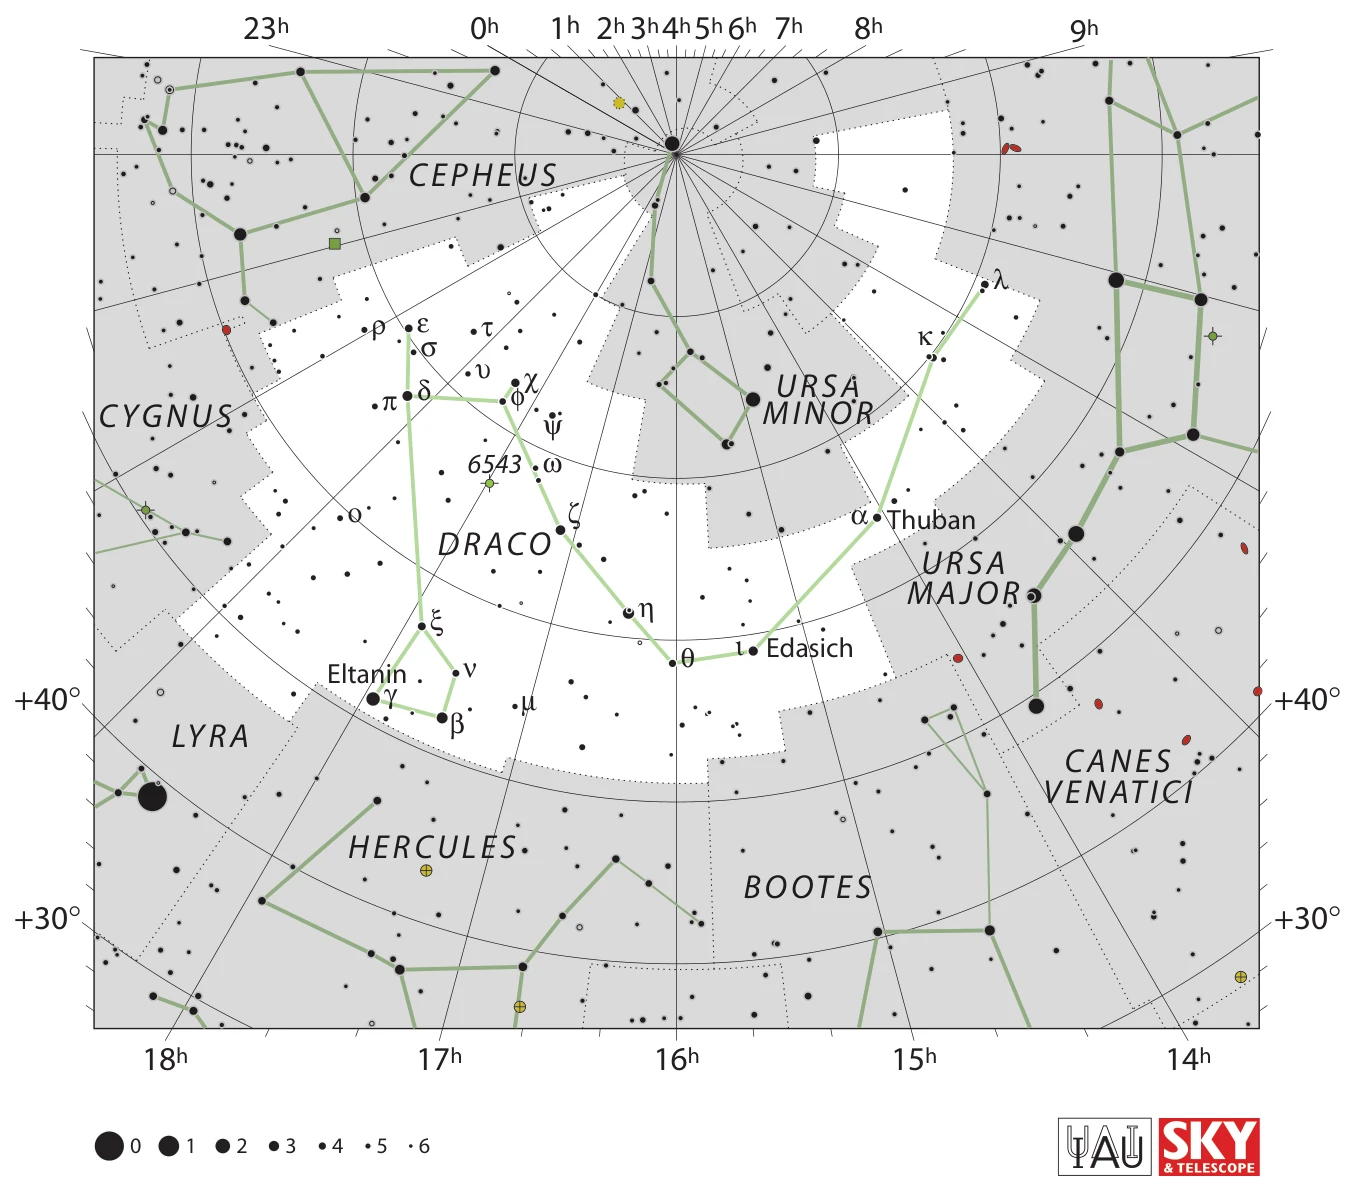 23h 0h 1h 2h 3h 4h 5h 6h 7h 8h 9h
CEPHEUS
λ
ρ ε τ
κ
σ
υ χ
URSA
MINOR
π δ φ
CYGNUS
ψ
6543 ω
ο ζ
α Thuban
DRACO
URSA
MAJOR
η
ξ
ι Edasich
θ
Eltanin ν
γ
+40° +40°
μ
β
LYRA
CANES
VENATICI
HERCULES
BOOTES
+30° +30°
18h 17h 16h 15h 14h
0 1 2 3 4 5 6
IAU
SKY
& TELESCOPE